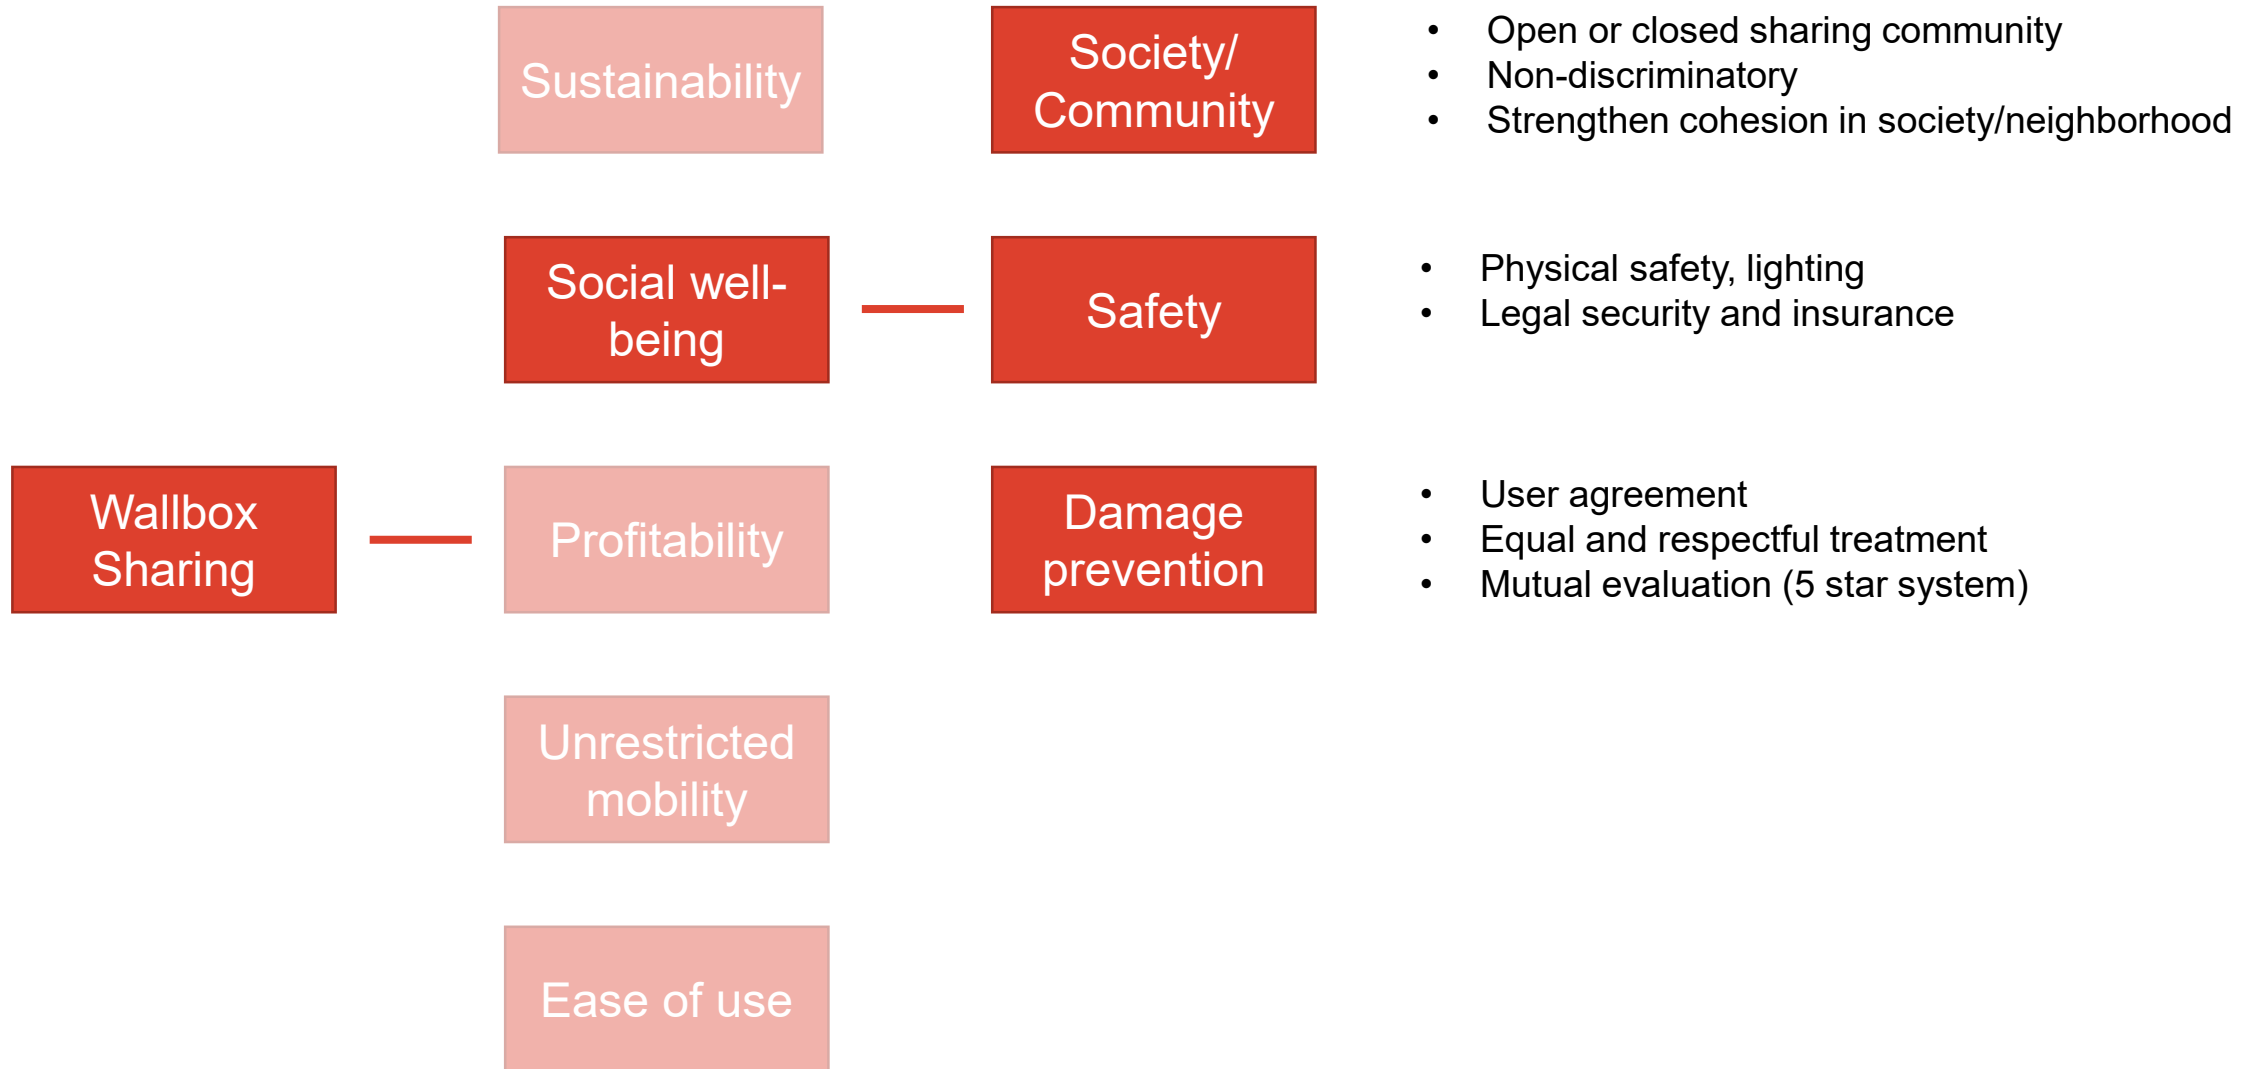 Sustainability
Society/
Community
• Open or closed sharing community
• Non-discriminatory
• Strengthen cohesion in society/neighborhood
Social well-
being
Safety
• Physical safety, lighting
• Legal security and insurance
Wallbox
Sharing
Profitability
Damage
prevention
• User agreement
• Equal and respectful treatment
• Mutual evaluation (5 star system)
Unrestricted
mobility
Ease of use